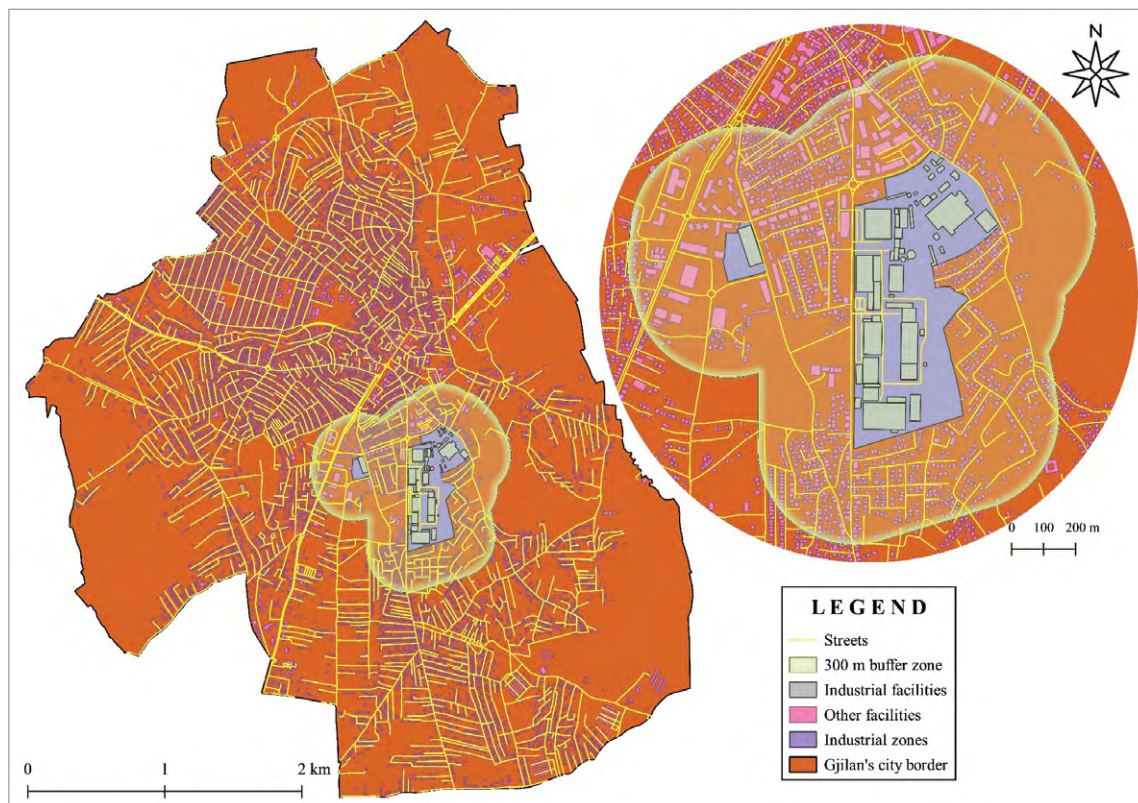 N
0 100 200 m
LEGEND
Streets
300 m buffer zone
Industrial facilities
Other facilities
Industrial zones
Gjilan's city border
0 1 2 km